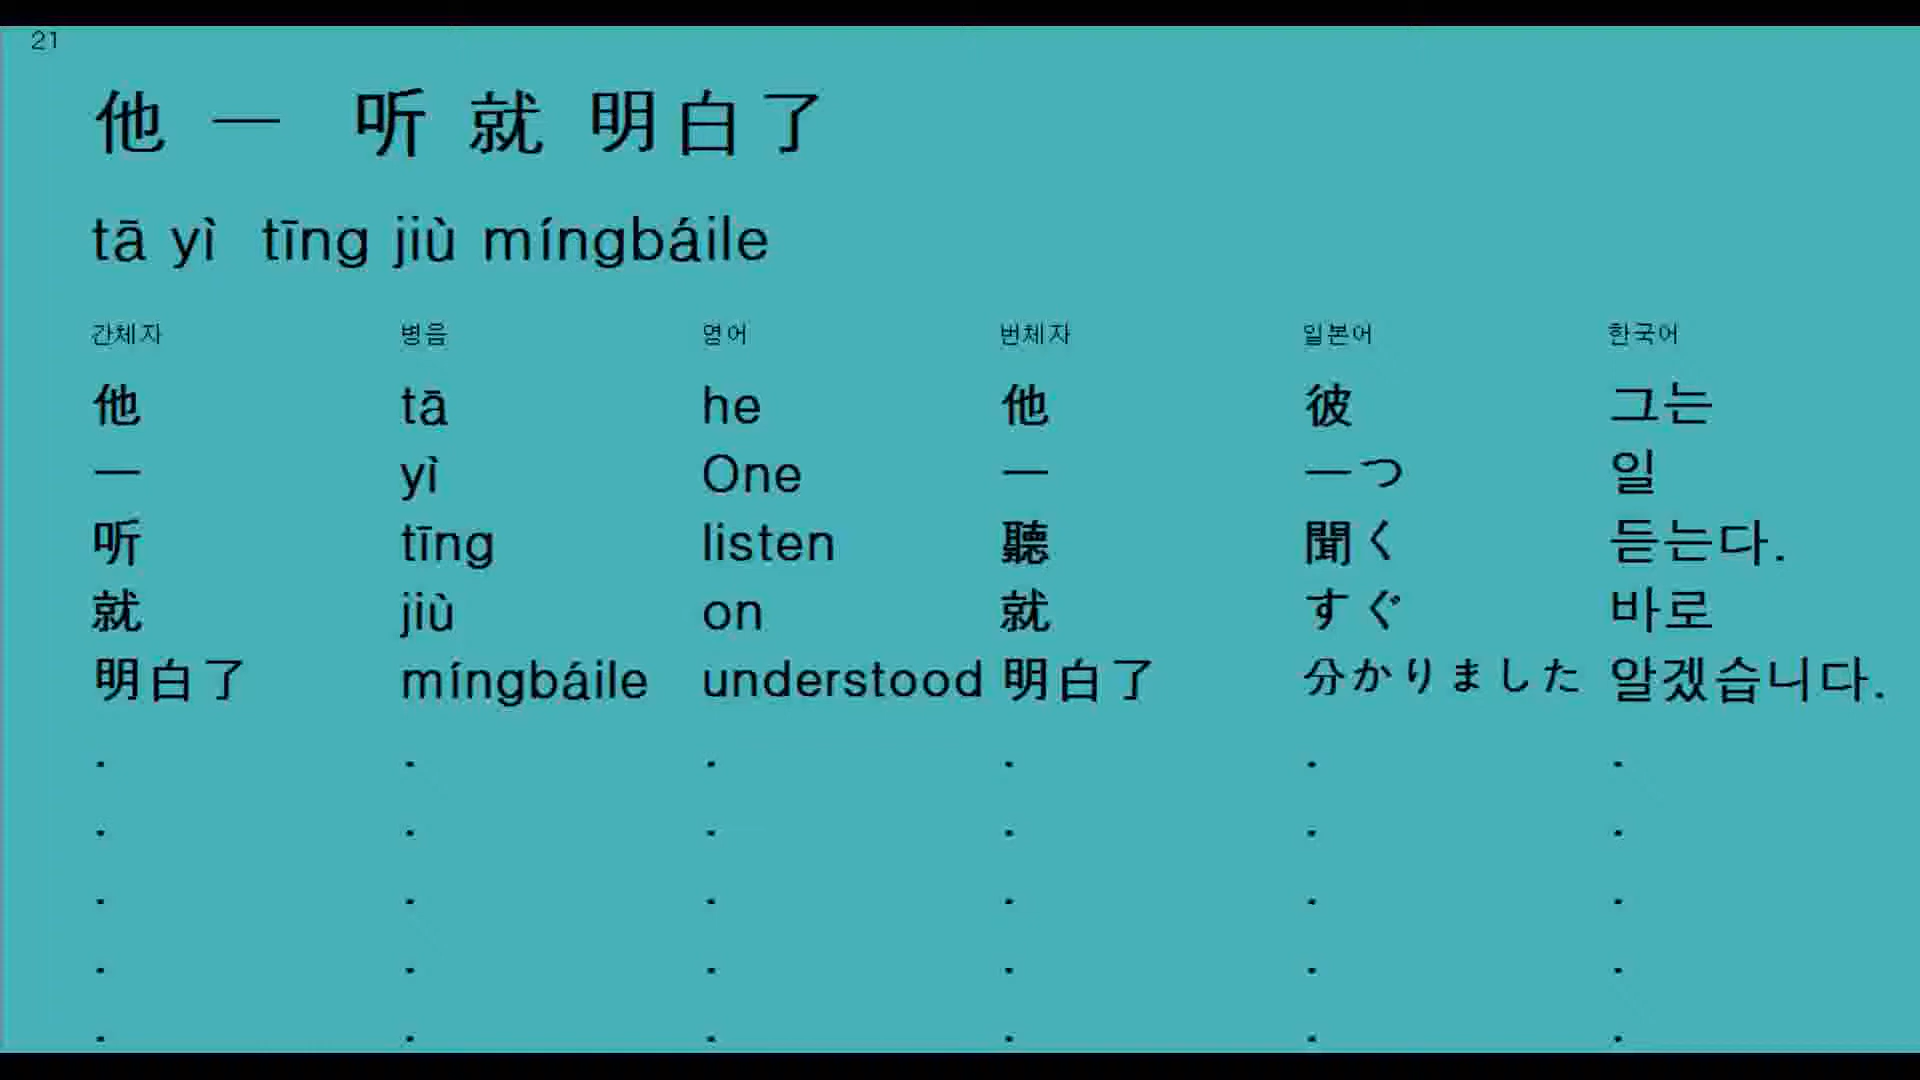 21
他 一 听 就 明白了
tā yì tīng jiù míngbáile
간체자 병음 영어 번체자 일본어 한국어
他 tā he 他 彼 그는
一 yì One 一 一つ 일
听 tīng listen 聽 聞く 듣는다.
就 jiù on 就 すぐ 바로
明白了 míngbáile understood 明白了 分かりました 알겠습니다.
. . . . . .
. . . . . .
. . . . . .
. . . . . .
. . . . . .